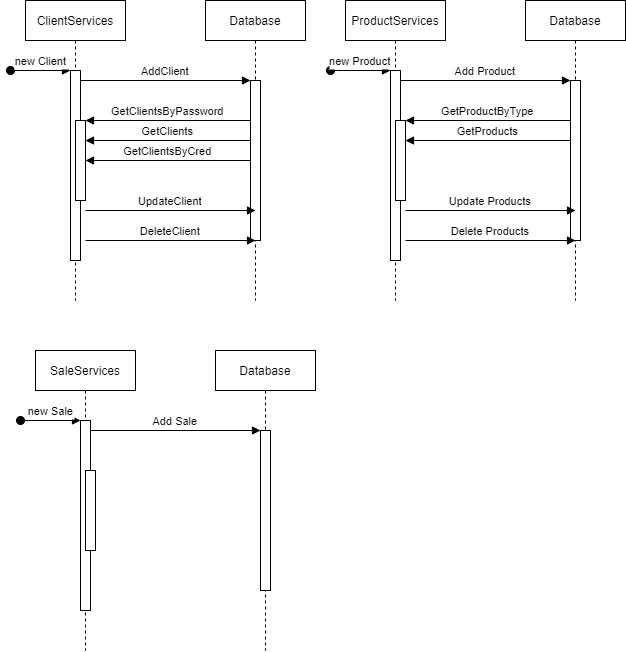 ClientServices
Database
new Client
AddClient
GetClientsByPassword
GetClients
GetClientsByCred
UpdateClient
DeleteClient
ProductServices
Database
new Product
Add Product
GetProductByType
GetProducts
Update Products
Delete Products
SaleServices
Database
new Sale
Add Sale